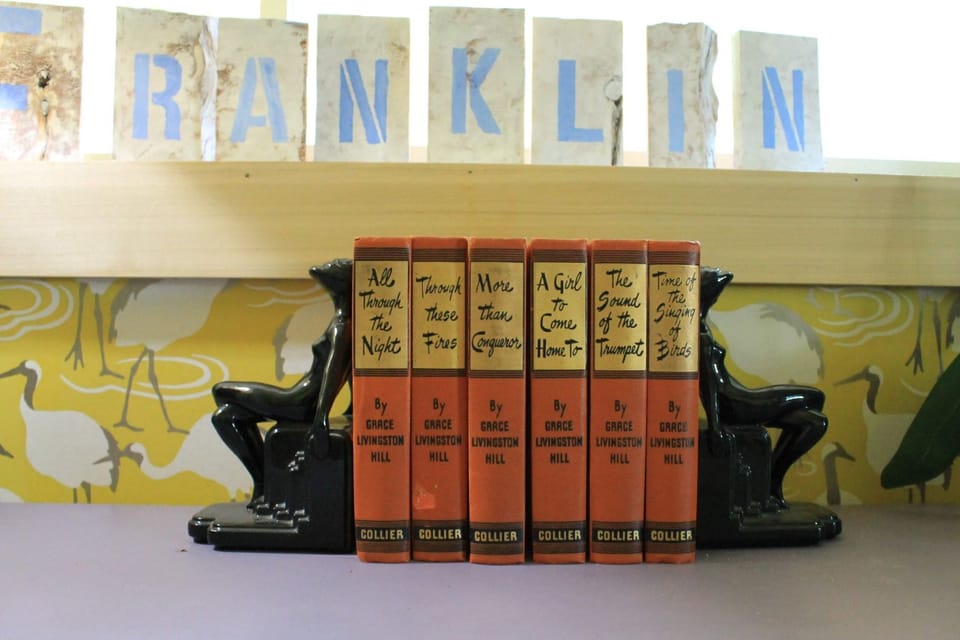 FRANKLIN
All
Through
the
Night
By
GRACE
LIVINGSTON
HILL
COLLIER
Through
these
Fires
By
GRACE
LIVINGSTON
HILL
COLLIER
More
than
Conqueror
By
GRACE
LIVINGSTON
HILL
COLLIER
A Girl
to
Come
Home To
By
GRACE
LIVINGSTON
HILL
COLLIER
The
Sound
of the
Trumpet
By
GRACE
LIVINGSTON
HILL
COLLIER
Time of
the
Singing
of
Birds
By
GRACE
LIVINGSTON
HILL
COLLIER